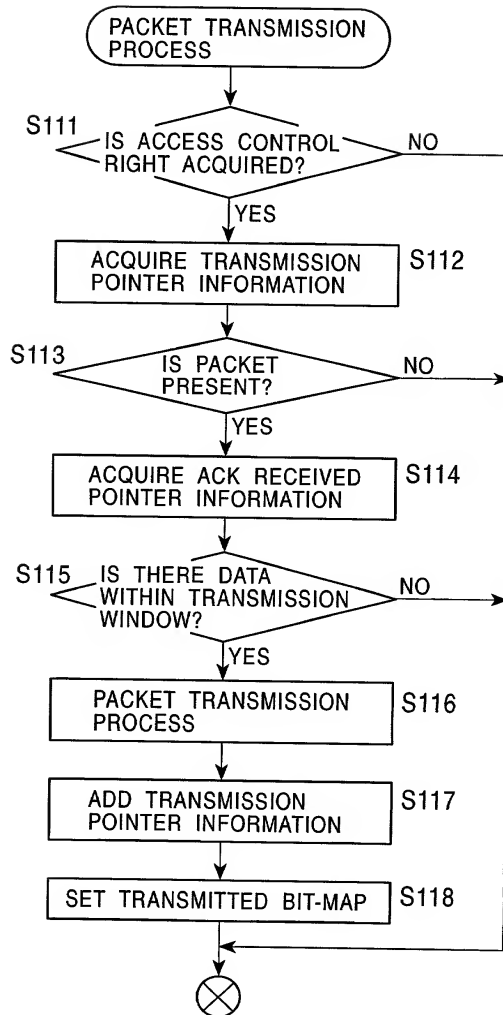 PACKET TRANSMISSION
PROCESS
S111
IS ACCESS CONTROL
RIGHT ACQUIRED?
NO
YES
ACQUIRE TRANSMISSION
POINTER INFORMATION
S112
S113
IS PACKET
PRESENT?
NO
YES
ACQUIRE ACK RECEIVED
POINTER INFORMATION
S114
S115
IS THERE DATA
WITHIN TRANSMISSION
WINDOW?
NO
YES
PACKET TRANSMISSION
PROCESS
S116
ADD TRANSMISSION
POINTER INFORMATION
S117
SET TRANSMITTED BIT-MAP
S118